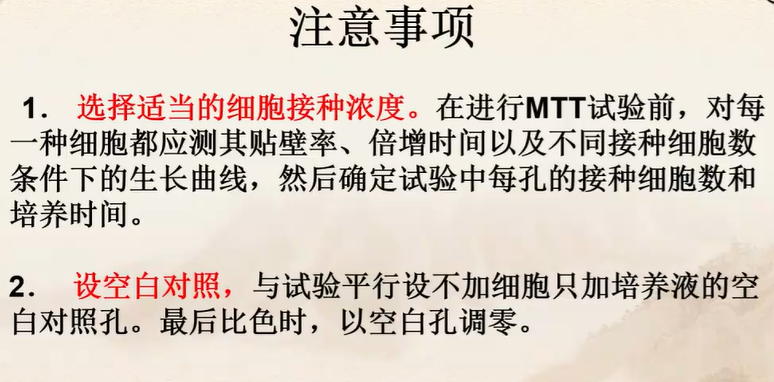 注意事项
1. 选择适当的细胞接种浓度。在进行MTT试验前，对每
一种细胞都应测其贴壁率、倍增时间以及不同接种细胞数
条件下的生长曲线，然后确定试验中每孔的接种细胞数和
培养时间。
2. 设空白对照，与试验平行设不加细胞只加培养液的空
白对照孔。最后比色时，以空白孔调零。